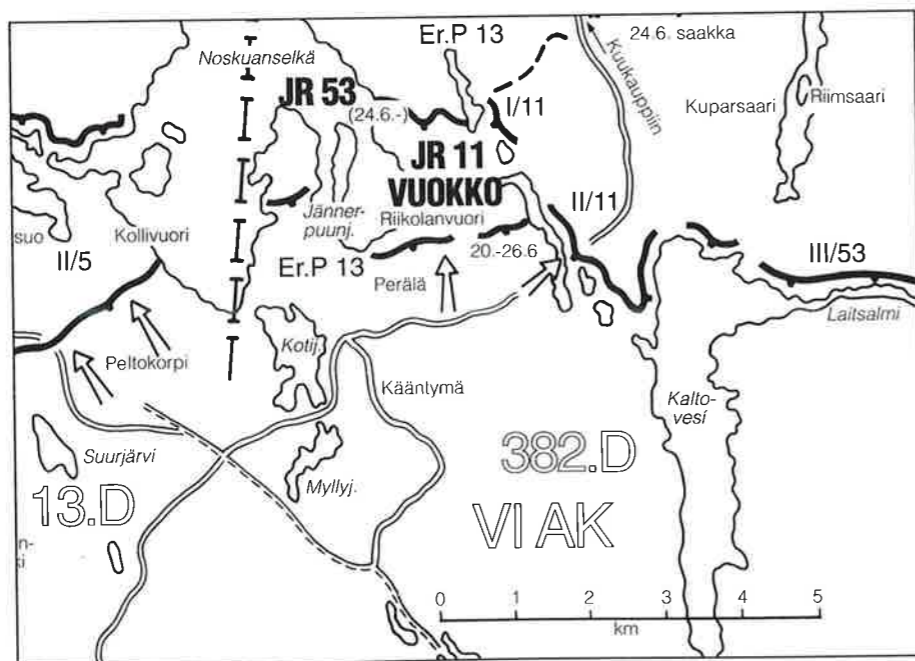 Er.P 13
24.6. saakka
Noskuanselkä
Kuukauppiin
JR 53
(24.6.-)
I/11
Kuparsaari
Riimsaari
JR 11
VUOKKO
Jänner-
puunj.
Riikolanvuori
II/11
suo
Kollivuori
II/5
Er.P 13
20.-26.6
III/53
Perälä
Laitsalmi
Peltokorpi
Kotij.
Kääntymä
Kalto-
vesi
Suurjärvi
382.D
13.D
Myllyj.
VI AK
n-
ki
0 1 2 3 4 5
km